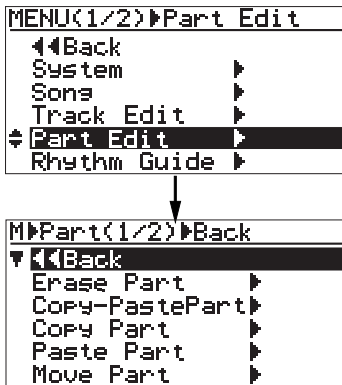 MENU(1/2)▶Part Edit
◀◀Back
System ▶
Song ▶
Track Edit ▶
Part Edit ▶
Rhythm Guide ▶
M▶Part(1/2)▶Back
◀◀Back
Erase Part ▶
Copy-PastePart▶
Copy Part ▶
Paste Part ▶
Move Part ▶